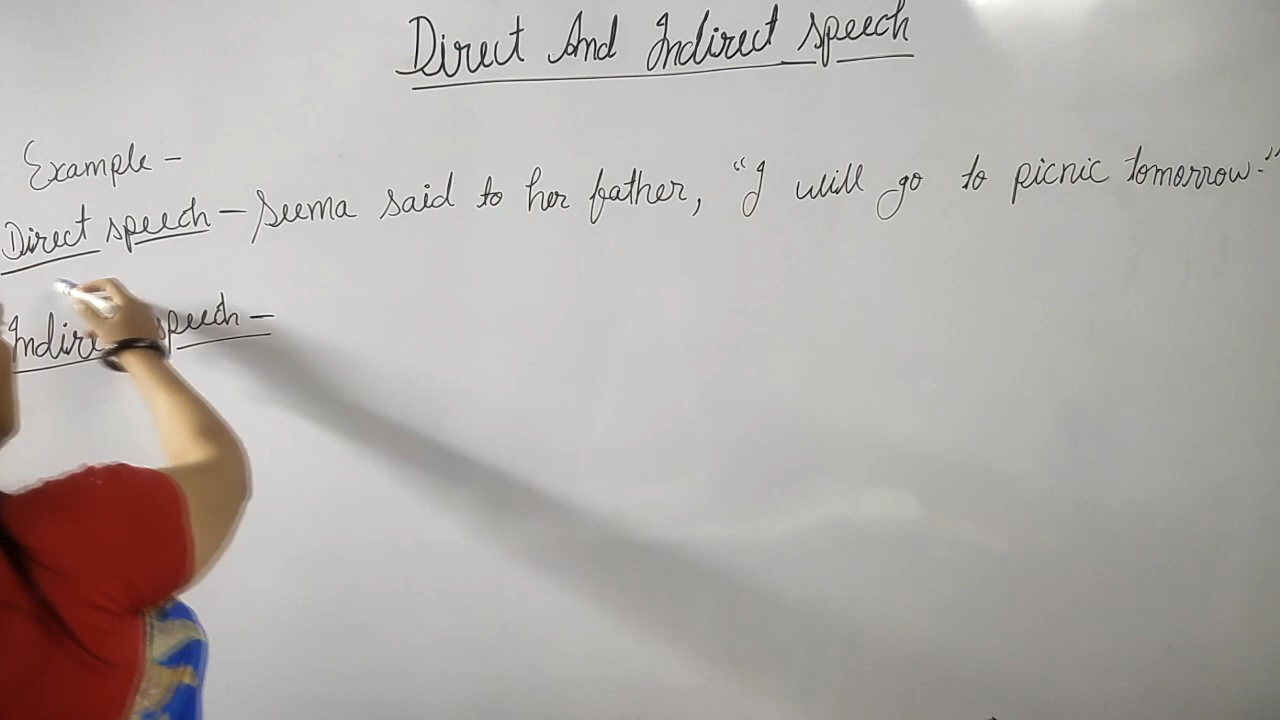 Direct And Indirect speech
Example -
Direct speech - Seema said to her father, "I will go to picnic tomorrow."
speech -